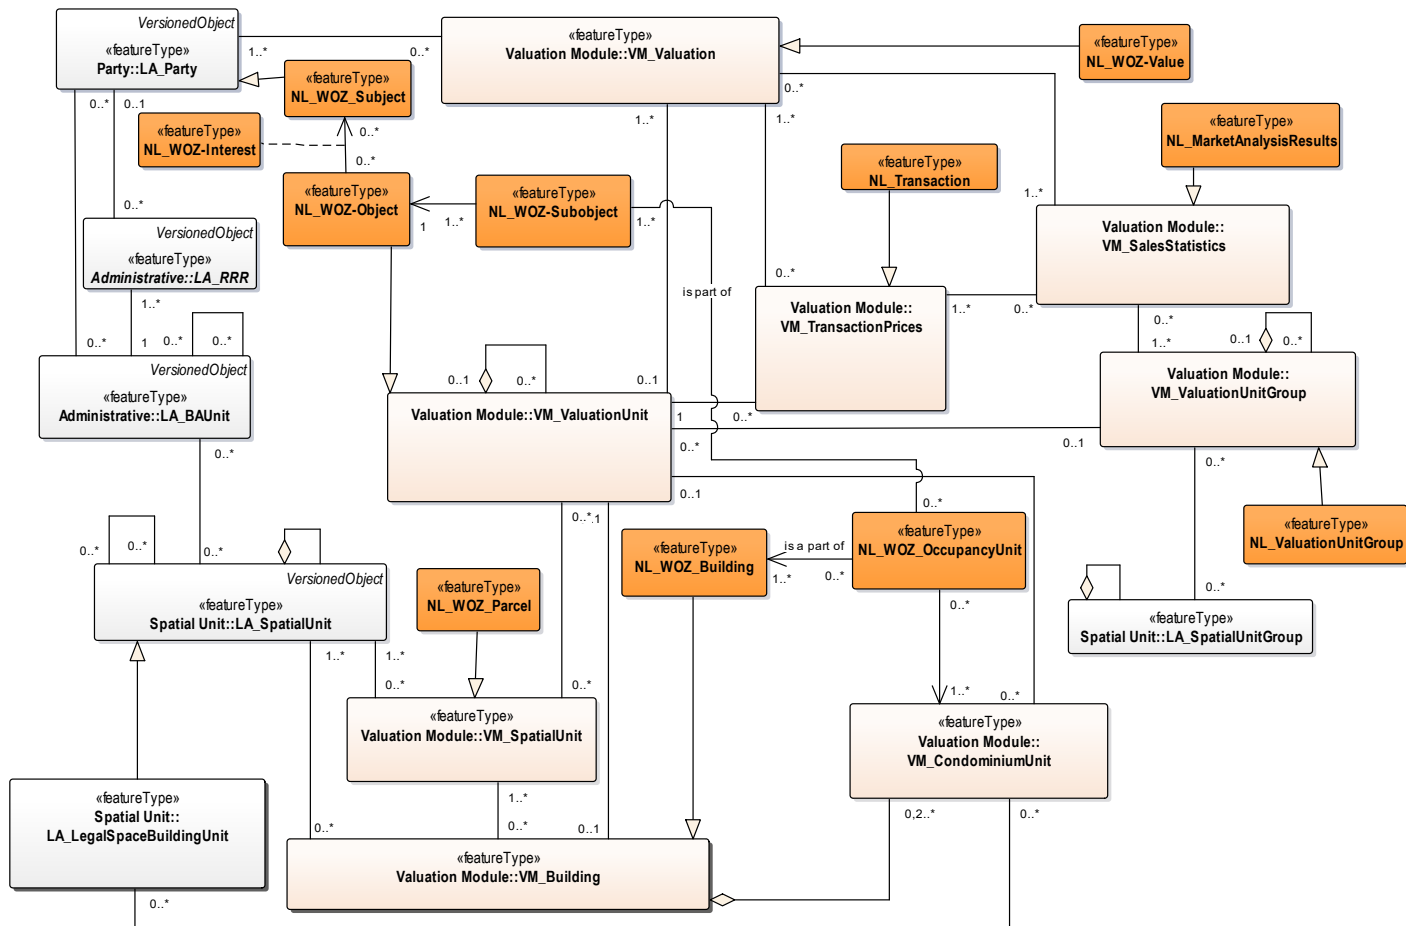 VersionedObject
«featureType»
Party::LA_Party
1..*
0..*
«featureType»
Valuation Module::VM_Valuation
«featureType»
NL_WOZ-Value
«featureType»
NL_WOZ_Subject
0..*
0..1
0..*
1..*
1..*
0..*
«featureType»
NL_WOZ-Interest
0..*
0..*
«featureType»
NL_MarketAnalysisResults
«featureType»
NL_Transaction
«featureType»
NL_WOZ-Object
1
1..*
«featureType»
NL_WOZ-Subobject
1..*
1..*
0..*
VersionedObject
«featureType»
Administrative::LA_RRR
Valuation Module::
VM_SalesStatistics
is part of
0..*
Valuation Module::
VM_TransactionPrices
1..*
0..*
1..*
1
0..*
0..*
0..*
0..*
1..*
0..1
0..*
VersionedObject
«featureType»
Administrative::LA_BAUnit
0..*
0..1
0..*
0..1
Valuation Module::VM_ValuationUnit
1
0..*
0..*
0..1
0..1
Valuation Module::
VM_ValuationUnitGroup
0..1
0..*
0..*
0..*
0..*
0..*
0..*
.1
0..*
«featureType»
NL_WOZ_Building
is a part of
1..*
0..*
«featureType»
NL_WOZ_OccupancyUnit
0..*
«featureType»
NL_ValuationUnitGroup
VersionedObject
«featureType»
Spatial Unit::LA_SpatialUnit
«featureType»
NL_WOZ_Parcel
0..*
«featureType»
Spatial Unit::LA_SpatialUnitGroup
1..*
1..*
0..*
0..*
1..*
0..*
«featureType»
Valuation Module::VM_SpatialUnit
«featureType»
Valuation Module::
VM_CondominiumUnit
«featureType»
Spatial Unit::
LA_LegalSpaceBuildingUnit
1..*
0..*
0..*
0..1
0,2..*
0..*
«featureType»
Valuation Module::VM_Building
0..*